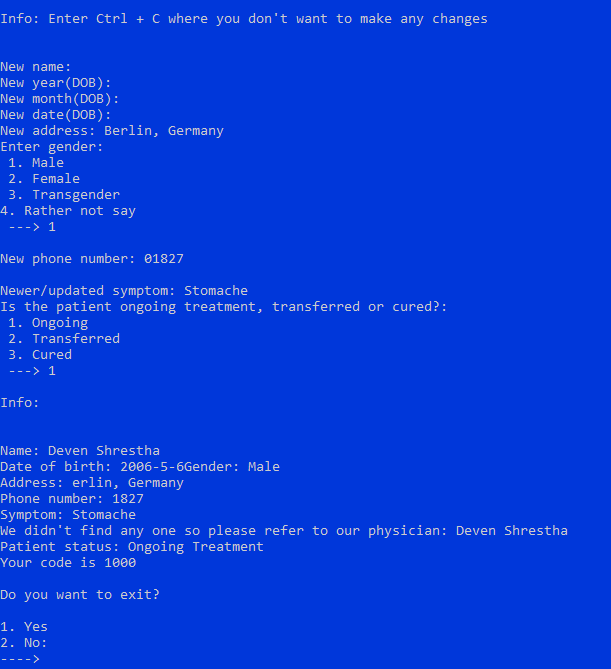 Info: Enter Ctrl + C where you don't want to make any changes
New name:
New year(DOB):
New month(DOB):
New date(DOB):
New address: Berlin, Germany
Enter gender:
1. Male
2. Female
3. Transgender
4. Rather not say
---> 1
New phone number: 01827
Newer/updated symptom: Stomache
Is the patient ongoing treatment, transferred or cured?:
1. Ongoing
2. Transferred
3. Cured
---> 1
Info:
Name: Deven Shrestha
Date of birth: 2006-5-6Gender: Male
Address: erlin, Germany
Phone number: 1827
Symptom: Stomache
We didn't find any one so please refer to our physician: Deven Shrestha
Patient status: Ongoing Treatment
Your code is 1000
Do you want to exit?
1. Yes
2. No:
---->